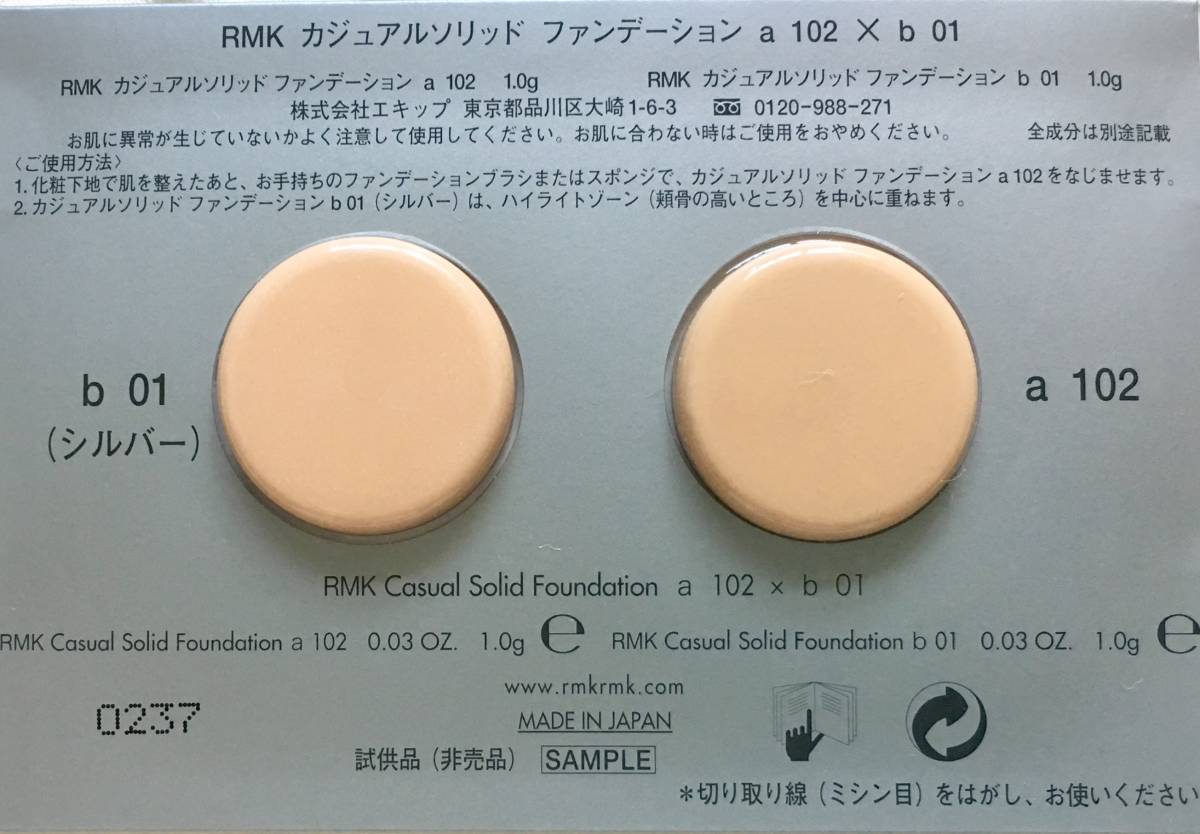 RMK カジュアルソリッド ファンデーション a 102 × b 01
RMK カジュアルソリッド ファンデーション a 102 1.0g RMK カジュアルソリッド ファンデーション b 01 1.0g
株式会社エキップ 東京都品川区大崎1-6-3 0120-988-271
お肌に異常が生じていないかよく注意して使用してください。お肌に合わない時はご使用をおやめください。 全成分は別途記載
〈ご使用方法〉
1.化粧下地で肌を整えたあと、お手持ちのファンデーションブラシまたはスポンジで、カジュアルソリッド ファンデーション a 102 をなじませます。
2.カジュアルソリッド ファンデーション b 01（シルバー）は、ハイライトゾーン（頬骨の高いところ）を中心に重ねます。
b 01
（シルバー）
a 102
RMK Casual Solid Foundation a 102 × b 01
RMK Casual Solid Foundation a 102 0.03 OZ. 1.0g ℮ RMK Casual Solid Foundation b 01 0.03 OZ. 1.0g ℮
www.rmkrmk.com
0237
MADE IN JAPAN
試供品（非売品） SAMPLE
＊切り取り線（ミシン目）をはがし、お使いください